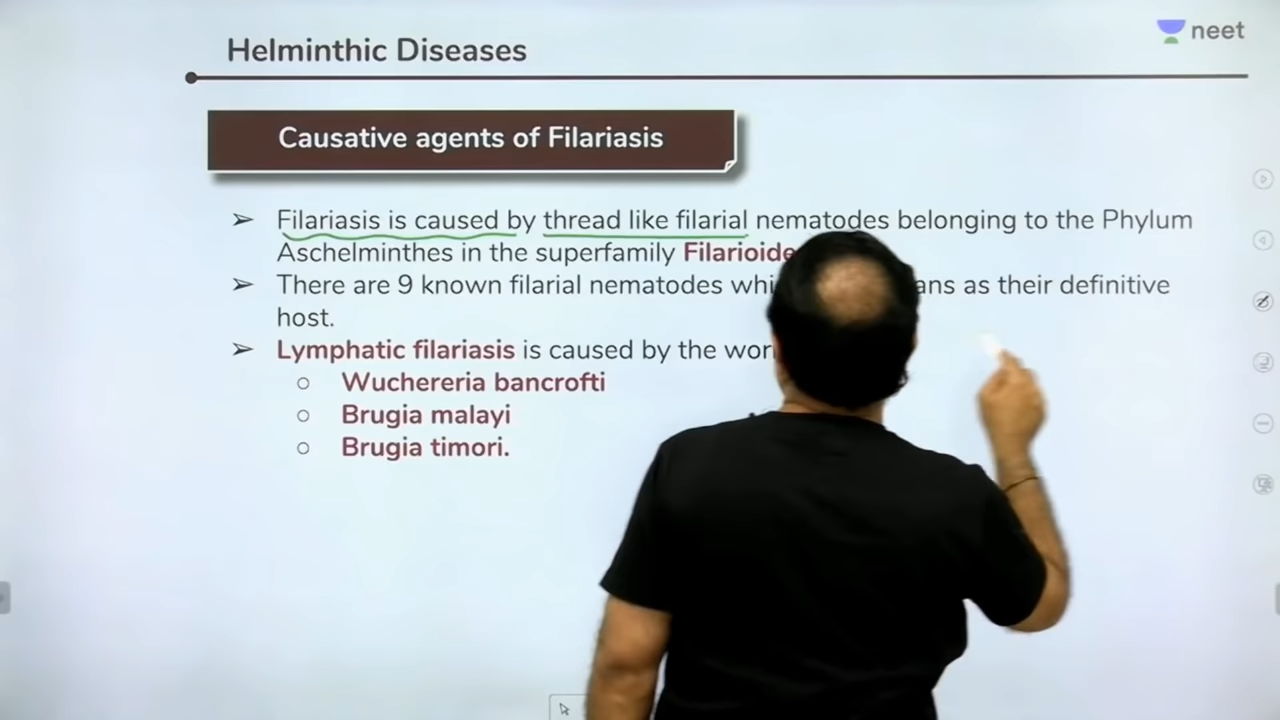 Helminthic Diseases
neet
Causative agents of Filariasis
➢ Filariasis is caused by thread like filarial nematodes belonging to the Phylum
Aschelminthes in the superfamily
➢ There are 9 known filarial nematodes as their definitive
host.
➢ Lymphatic filariasis is caused by the
○ Wuchereria bancrofti
○ Brugia malayi
○ Brugia timori.